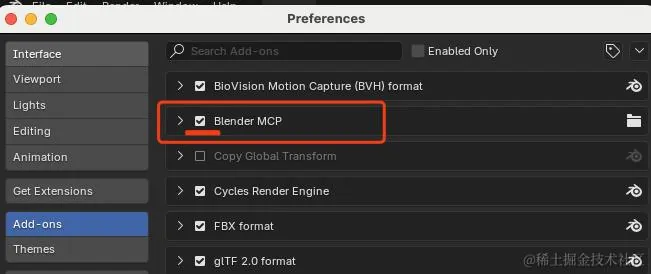 File Edit Render Window Help
Preferences
Interface
Search Add-ons
Enabled Only
Viewport
BioVision Motion Capture (BVH) format
Lights
Blender MCP
Editing
Animation
Copy Global Transform
Get Extensions
Cycles Render Engine
Add-ons
FBX format
Themes
glTF 2.0 format
@稀土掘金技术社区